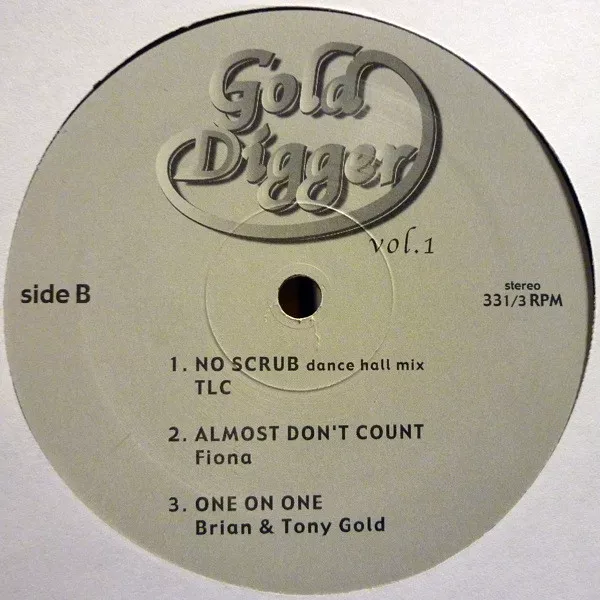 Gold
Digger
vol.1
side B
stereo
331/3 RPM
1. NO SCRUB dance hall mix
TLC
2. ALMOST DON'T COUNT
Fiona
3. ONE ON ONE
Brian & Tony Gold